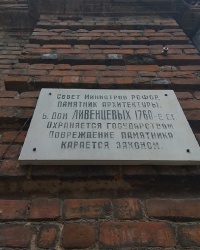 Совет Министров РСФСР.
Памятник архитектуры.
б. Дом Ливенцевых 1760-е г.г.
Охраняется государством
Повреждение памятника
карается законом.